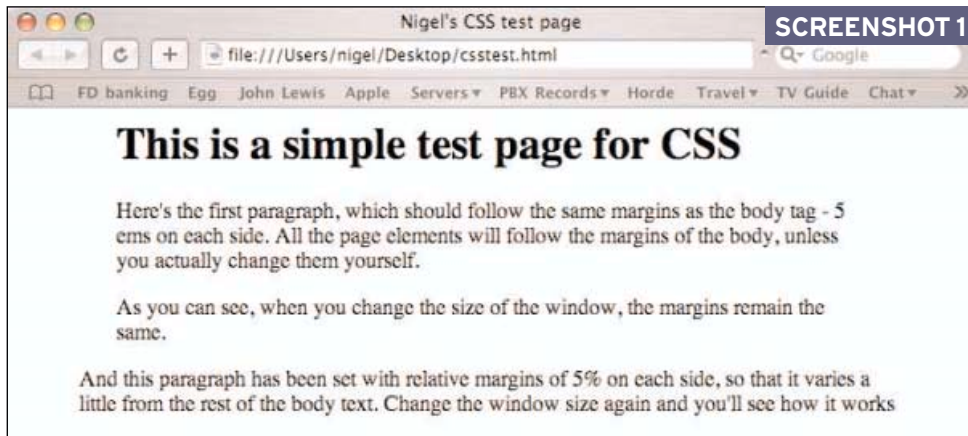 Nigel's CSS test page
SCREENSHOT 1
file:///Users/nigel/Desktop/csstest.html
Google
FD banking Egg John Lewis Apple Servers PBX Records Horde Travel TV Guide Chat
This is a simple test page for CSS
Here's the first paragraph, which should follow the same margins as the body tag - 5
ems on each side. All the page elements will follow the margins of the body, unless
you actually change them yourself.
As you can see, when you change the size of the window, the margins remain the
same.
And this paragraph has been set with relative margins of 5% on each side, so that it varies a
little from the rest of the body text. Change the window size again and you'll see how it works